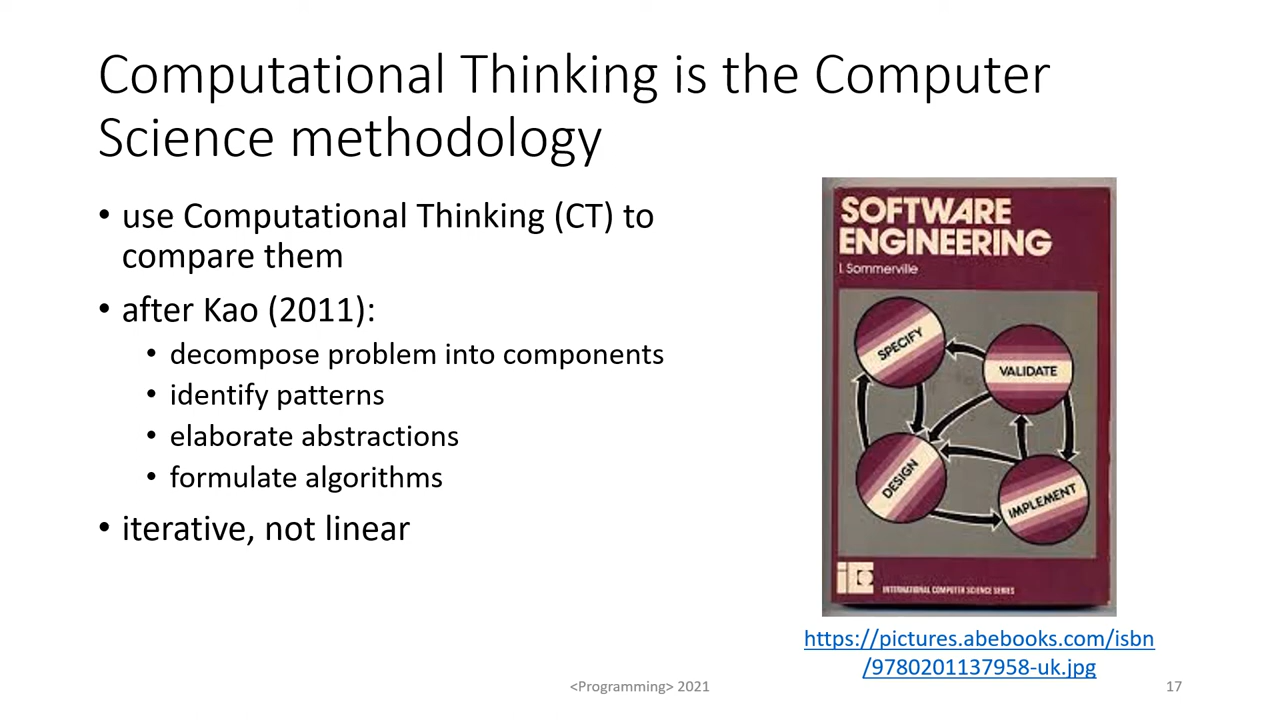 Computational Thinking is the Computer
Science methodology
• use Computational Thinking (CT) to
compare them
• after Kao (2011):
• decompose problem into components
• identify patterns
• elaborate abstractions
• formulate algorithms
• iterative, not linear
SOFTWARE
ENGINEERING
I. Sommerville
SPECIFY
VALIDATE
DESIGN
IMPLEMENT
INTERNATIONAL COMPUTER SCIENCE SERIES
https://pictures.abebooks.com/isbn
/9780201137958-uk.jpg
<Programming> 2021
17